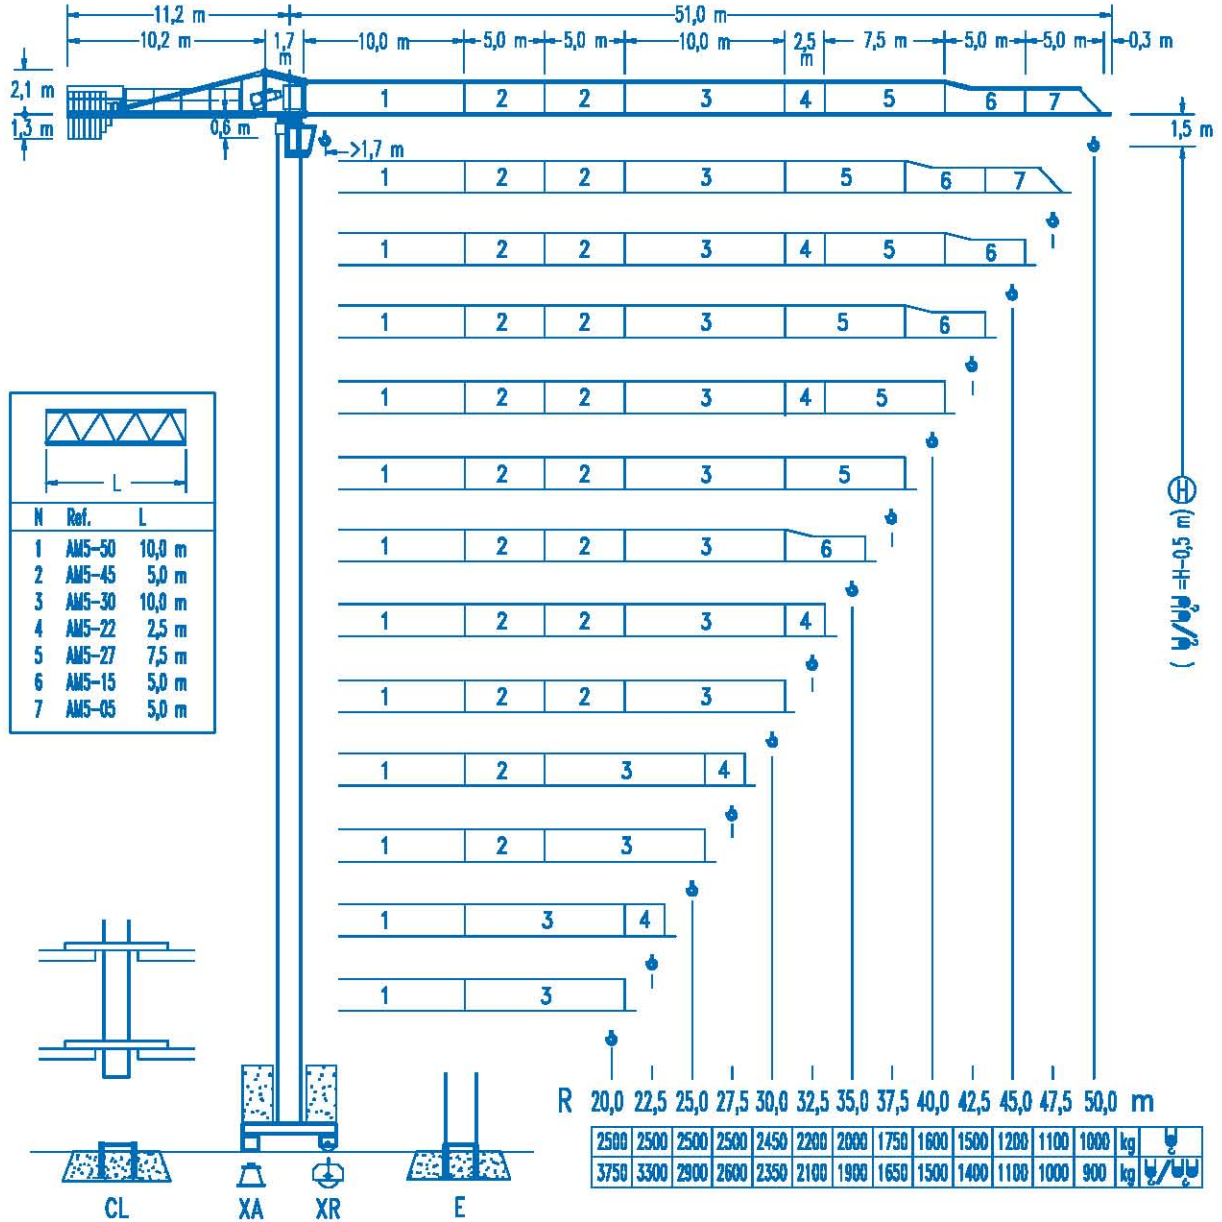 11,2 m 51,0 m
10,2 m 1,7 m 10,0 m 5,0 m 5,0 m 10,0 m 2,5 m 7,5 m 5,0 m 5,0 m 0,3 m
2,1 m
1 2 2 3 4 5 6 7
1,3 m 0,6 m 1,5 m
>1,7 m
1 2 2 3 5 6 7
1 2 2 3 4 5 6
1 2 2 3 5 6
1 2 2 3 4 5
1 2 2 3 5
1 2 2 3 6
1 2 2 3 4
1 2 2 3
1 2 3 4
1 2 3
1 3 4
1 3
H
( / =H-0,5 m)
L
N Ref. L
1 AM5-50 10,0 m
2 AM5-45 5,0 m
3 AM5-30 10,0 m
4 AM5-22 2,5 m
5 AM5-27 7,5 m
6 AM5-15 5,0 m
7 AM5-05 5,0 m
R 20,0 22,5 25,0 27,5 30,0 32,5 35,0 37,5 40,0 42,5 45,0 47,5 50,0 m
2500 2500 2500 2500 2450 2200 2000 1750 1600 1500 1200 1100 1000 kg
3750 3300 2900 2600 2350 2100 1900 1650 1500 1400 1100 1000 900 kg /
CL XA XR E